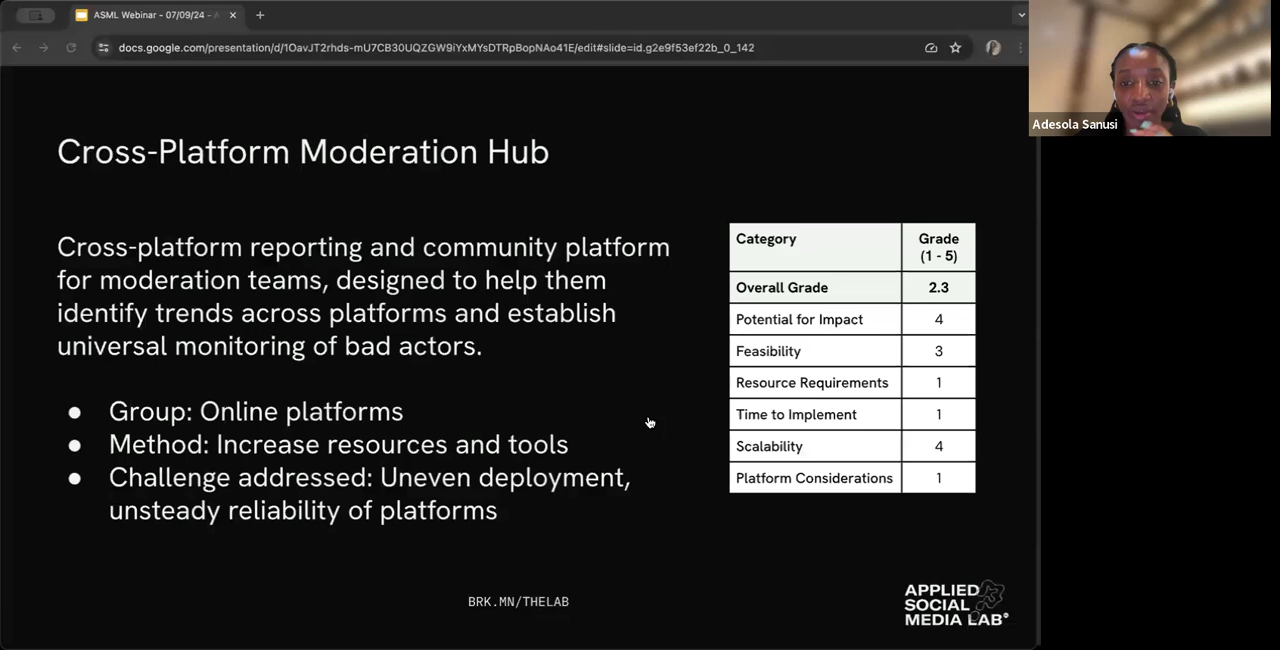 ASML Webinar - 07/09/24 -
docs.google.com/presentation/d/1OavJT2rhds-mU7CB30UQZGW9iYxMYsDTRpBopNAo41E/edit#slide=id.g2e9f53ef22b_0_142
Adesola Sanusi
Cross-Platform Moderation Hub
Cross-platform reporting and community platform
for moderation teams, designed to help them
identify trends across platforms and establish
universal monitoring of bad actors.
● Group: Online platforms
● Method: Increase resources and tools
● Challenge addressed: Uneven deployment,
unsteady reliability of platforms
Category Grade
(1 - 5)
Overall Grade 2.3
Potential for Impact 4
Feasibility 3
Resource Requirements 1
Time to Implement 1
Scalability 4
Platform Considerations 1
BRK.MN/THELAB
APPLIED
SOCIAL
MEDIA LAB